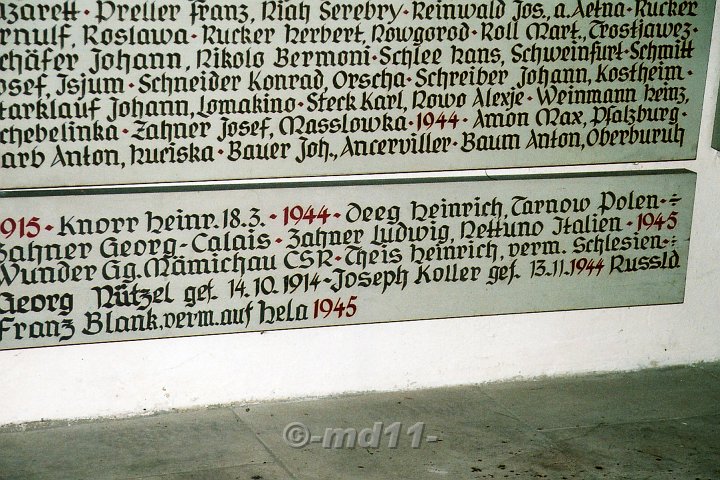 azarett · Preller Franz, Riah Serebry · Reinwald Jos., a. Aetna · Rucker
rnulf, Roslawa · Rucker Herbert, Nowgorod · Roll Mart., Trostjawez ·
chäfer Johann, Nikolo Bermoni · Schlee Hans, Schweinfurt · Schmitt
osef, Isjum · Schneider Konrad, Orscha · Schreiber Johann, Kostheim ·
tarklauf Johann, Lomakino · Steck Karl, Nowo Alexje · Weinmann Heinz,
chebelinka · Zahner Josef, Masslowka · 1944 · Amon Max, Pfalzburg ·
arb Anton, Huciska · Bauer Joh., Ancerviller · Baum Anton, Oberburuh
1915 · Knorr Heinr. 18.3. · 1944 · Deeg Heinrich, Tarnow Polen ÷
Zahner Georg - Calais · Zahner Ludwig, Nettuno Italien · 1945
Wunder Gg. Mämichau CSR · Theis Heinrich, verm. Schlesien ÷
Georg Nützel gef. 14.10.1914 - Joseph Koller gef. 13.11.1944 Russld
Franz Blank, verm. auf Hela 1945
©-md11-